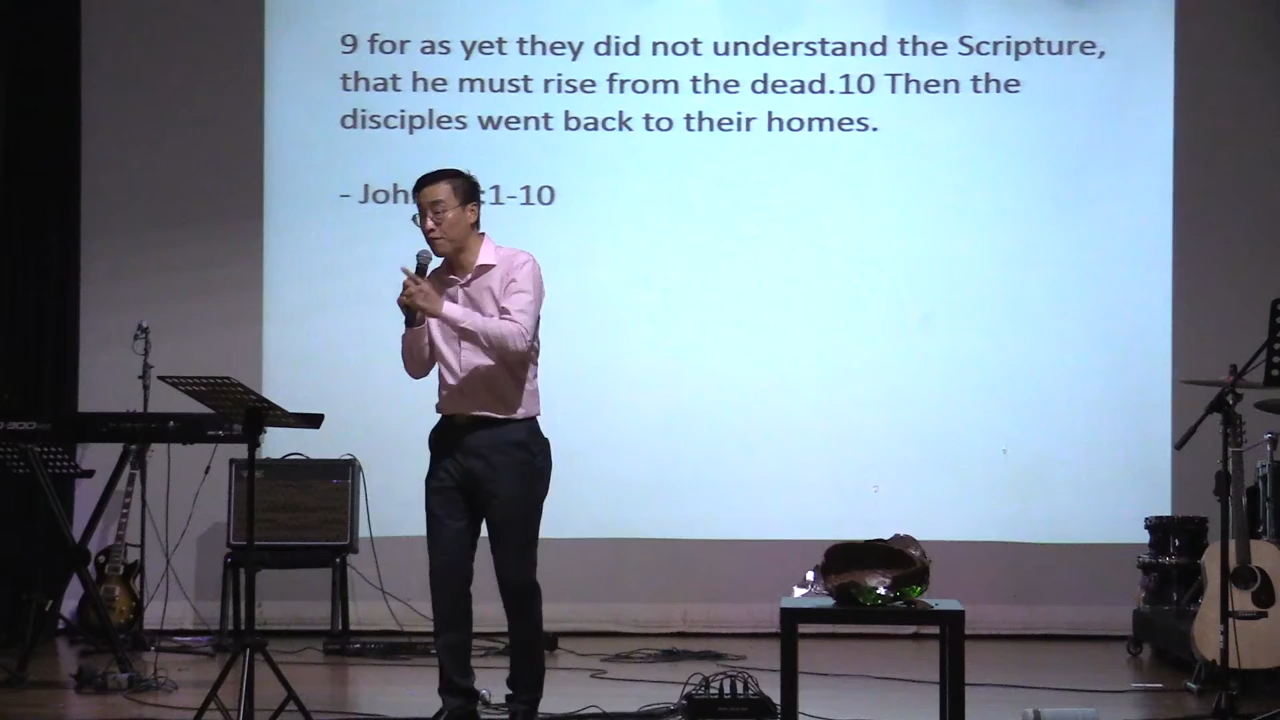 9 for as yet they did not understand the Scripture,
that he must rise from the dead.10 Then the
disciples went back to their homes.
- Joh :1-10